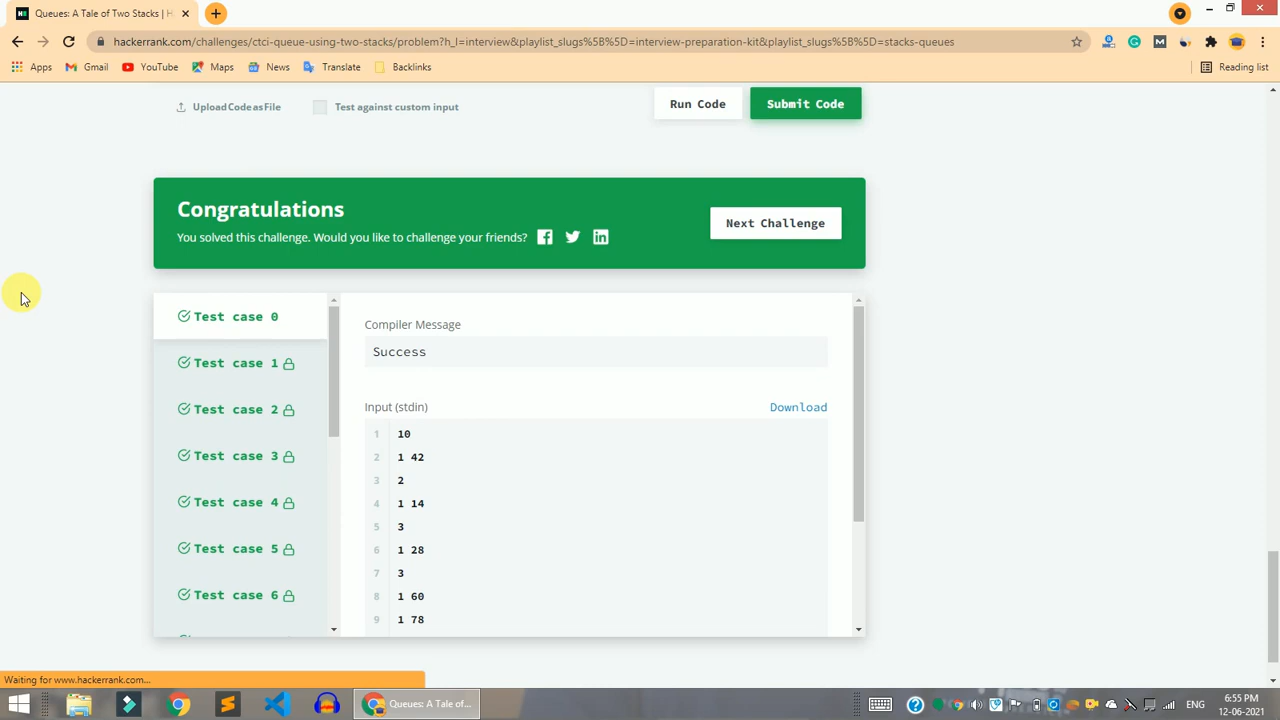 Queues: A Tale of Two Stacks | H
hackerrank.com/challenges/ctci-queue-using-two-stacks/problem?h_l=interview&playlist_slugs%5B%5D=interview-preparation-kit&playlist_slugs%5B%5D=stacks-queues
Apps Gmail YouTube Maps News Translate Backlinks Reading list
Upload Code as File Test against custom input Run Code Submit Code
Congratulations
You solved this challenge. Would you like to challenge your friends?
Next Challenge
Test case 0
Test case 1
Test case 2
Test case 3
Test case 4
Test case 5
Test case 6
Compiler Message
Success
Input (stdin) Download
1 10
2 1 42
3 2
4 1 14
5 3
6 1 28
7 3
8 1 60
9 1 78
Waiting for www.hackerrank.com...
Queues: A Tale of... ENG 6:55 PM
12-06-2021